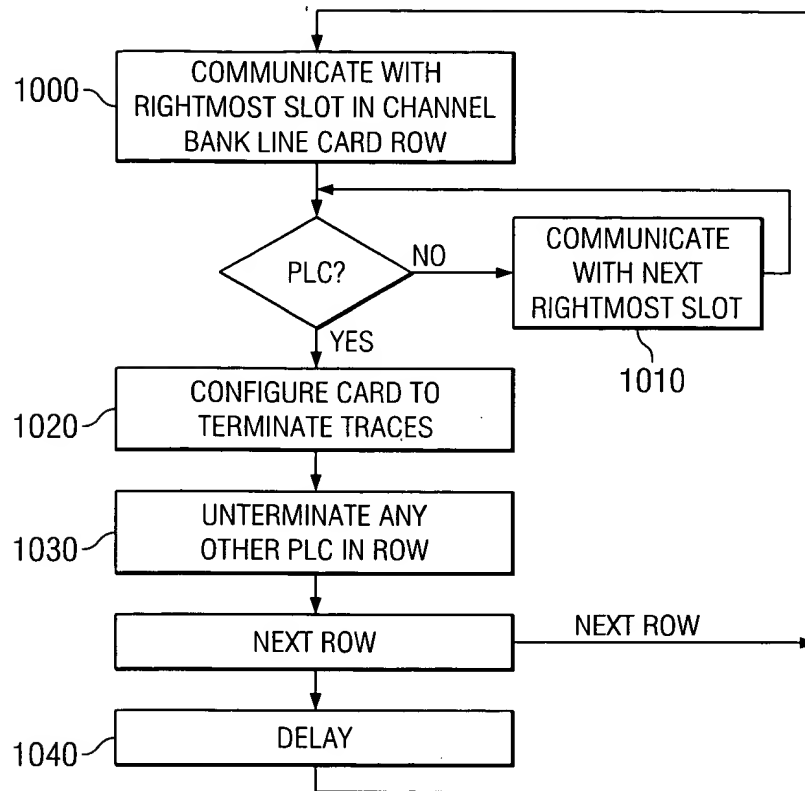 1000
COMMUNICATE WITH
RIGHTMOST SLOT IN CHANNEL
BANK LINE CARD ROW
PLC?
NO
COMMUNICATE
WITH NEXT
RIGHTMOST SLOT
1010
YES
1020
CONFIGURE CARD TO
TERMINATE TRACES
1030
UNTERMINATE ANY
OTHER PLC IN ROW
NEXT ROW
NEXT ROW
1040
DELAY